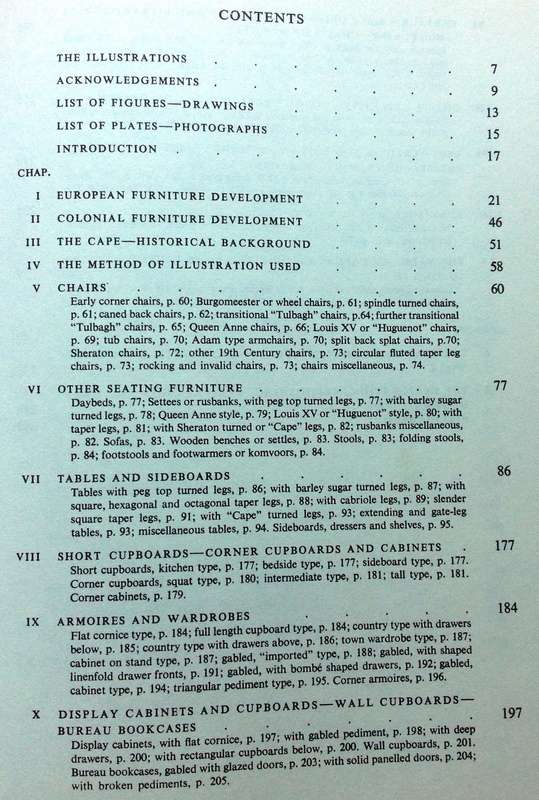 CONTENTS
THE ILLUSTRATIONS . . . . . . . 7
ACKNOWLEDGEMENTS . . . . . . . 9
LIST OF FIGURES—DRAWINGS . . . . . . 13
LIST OF PLATES—PHOTOGRAPHS . . . . . 15
INTRODUCTION . . . . . . . . 17
CHAP.
I EUROPEAN FURNITURE DEVELOPMENT . . . . 21
II COLONIAL FURNITURE DEVELOPMENT . . . . 46
III THE CAPE—HISTORICAL BACKGROUND . . . . 51
IV THE METHOD OF ILLUSTRATION USED . . . . 58
V CHAIRS . . . . . . . . . 60
Early corner chairs, p. 60; Burgomeester or wheel chairs, p. 61; spindle turned chairs,
p. 61; caned back chairs, p. 62; transitional "Tulbagh" chairs, p.64; further transitional
"Tulbagh" chairs, p. 65; Queen Anne chairs, p. 66; Louis XV or "Huguenot" chairs,
p. 69; tub chairs, p. 70; Adam type armchairs, p. 70; split back splat chairs, p.70;
Sheraton chairs, p. 72; other 19th Century chairs, p. 73; circular fluted taper leg
chairs, p. 73; rocking and invalid chairs, p. 73; chairs miscellaneous, p. 74.
VI OTHER SEATING FURNITURE . . . . . . 77
Daybeds, p. 77; Settees or rusbanks, with peg top turned legs, p. 77; with barley sugar
turned legs, p. 78; Queen Anne style, p. 79; Louis XV or "Huguenot" style, p. 80; with
taper legs, p. 81; with Sheraton turned or "Cape" legs, p. 82; rusbanks miscellaneous,
p. 82. Sofas, p. 83. Wooden benches or settles, p. 83. Stools, p. 83; folding stools,
p. 84; footstools and footwarmers or komvoors, p. 84.
VII TABLES AND SIDEBOARDS . . . . . . 86
Tables with peg top turned legs, p. 86; with barley sugar turned legs, p. 87; with
square, hexagonal and octagonal taper legs, p. 88; with cabriole legs, p. 89; slender
square taper legs, p. 91; with "Cape" turned legs, p. 93; extending and gate-leg
tables, p. 93; miscellaneous tables, p. 94. Sideboards, dressers and shelves, p. 95.
VIII SHORT CUPBOARDS—CORNER CUPBOARDS AND CABINETS . 177
Short cupboards, kitchen type, p. 177; bedside type, p. 177; sideboard type, p. 177.
Corner cupboards, squat type, p. 180; intermediate type, p. 181; tall type, p. 181.
Corner cabinets, p. 179.
IX ARMOIRES AND WARDROBES . . . . . 184
Flat cornice type, p. 184; full length cupboard type, p. 184; country type with drawers
below, p. 185; country type with drawers above, p. 186; town wardrobe type, p. 187;
cabinet on stand type, p. 187; gabled, "imported" type, p. 188; gabled, with shaped
linenfold drawer fronts, p. 191; gabled, with bombé shaped drawers, p. 192; gabled,
cabinet type, p. 194; triangular pediment type, p. 195. Corner armoires, p. 196.
X DISPLAY CABINETS AND CUPBOARDS—WALL CUPBOARDS—
BUREAU BOOKCASES . . . . . . . 197
Display cabinets, with flat cornice, p. 197; with gabled pediment, p. 198; with deep
drawers, p. 200; with rectangular cupboards below, p. 200. Wall cupboards, p. 201.
Bureau bookcases, gabled with glazed doors, p. 203; with solid panelled doors, p. 204;
with broken pediments, p. 205.